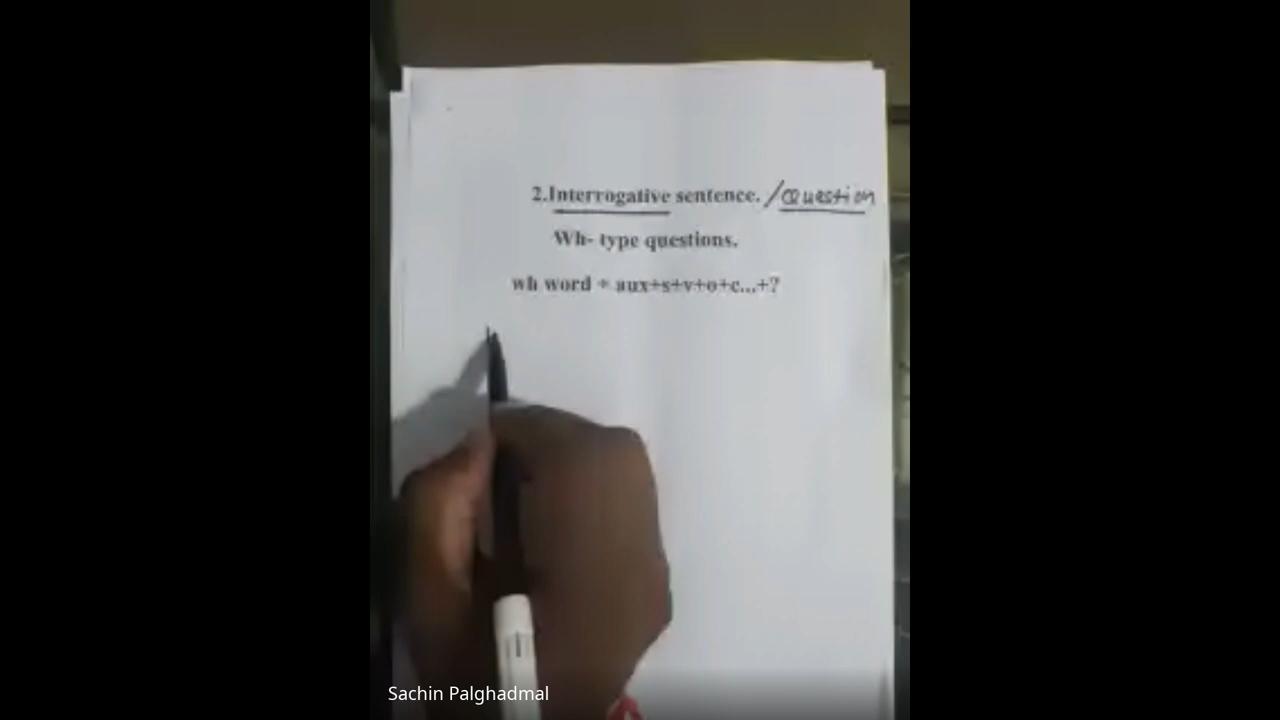 2.Interrogative sentence. /Question
Wh- type questions.
wh word + aux+s+v+o+c...+?
Sachin Palghadmal